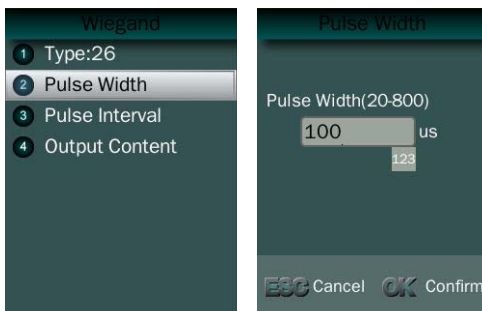 Wiegand
1 Type:26
2 Pulse Width
3 Pulse Interval
4 Output Content
Pulse Width
Pulse Width(20-800)
100 us
123
ESC Cancel OK Confirm